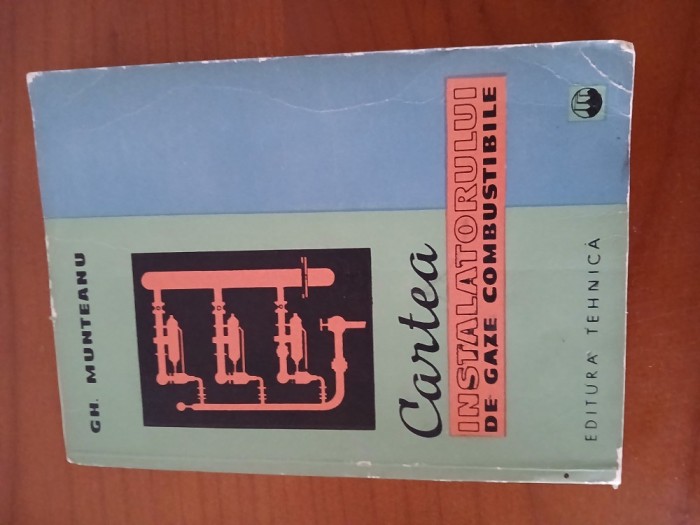 GH. MUNTEANU
Cartea
INSTALATORULUI
DE GAZE COMBUSTIBILE
EDITURA TEHNICĂ